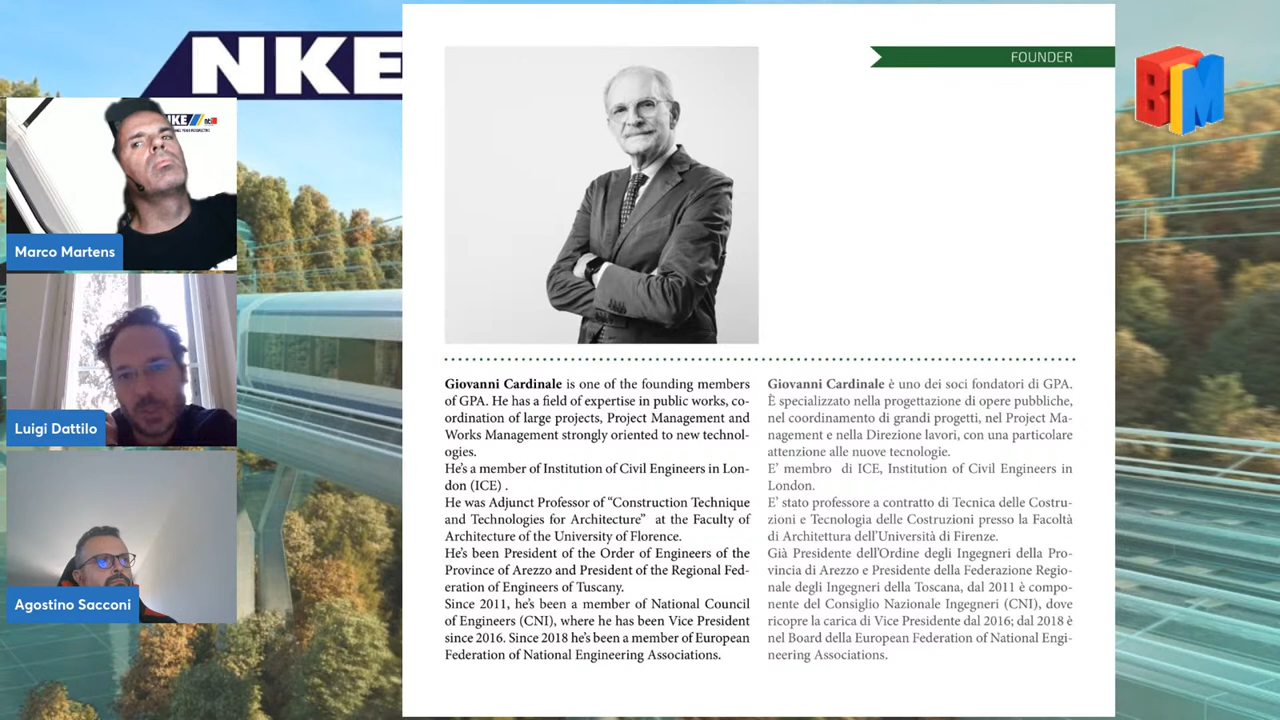 NKE
NKE
Marco Martens
Luigi Dattilo
Agostino Sacconi
FOUNDER
BIM
Giovanni Cardinale is one of the founding members
of GPA. He has a field of expertise in public works, co-
ordination of large projects, Project Management and
Works Management strongly oriented to new technol-
ogies.
He's a member of Institution of Civil Engineers in Lon-
don (ICE) .
He was Adjunct Professor of “Construction Technique
and Technologies for Architecture” at the Faculty of
Architecture of the University of Florence.
He's been President of the Order of Engineers of the
Province of Arezzo and President of the Regional Fed-
eration of Engineers of Tuscany.
Since 2011, he's been a member of National Council
of Engineers (CNI), where he has been Vice President
since 2016. Since 2018 he's been a member of European
Federation of National Engineering Associations.
Giovanni Cardinale è uno dei soci fondatori di GPA.
È specializzato nella progettazione di opere pubbliche,
nel coordinamento di grandi progetti, nel Project Ma-
nagement e nella Direzione lavori, con una particolare
attenzione alle nuove tecnologie.
E' membro di ICE, Institution of Civil Engineers in
London.
E' stato professore a contratto di Tecnica delle Costru-
zioni e Tecnologia delle Costruzioni presso la Facoltà
di Architettura dell'Università di Firenze.
Già Presidente dell'Ordine degli Ingegneri della Pro-
vincia di Arezzo e Presidente della Federazione Regio-
nale degli Ingegneri della Toscana, dal 2011 è compo-
nente del Consiglio Nazionale Ingegneri (CNI), dove
ricopre la carica di Vice Presidente dal 2016; dal 2018 è
nel Board della European Federation of National Engi-
neering Associations.